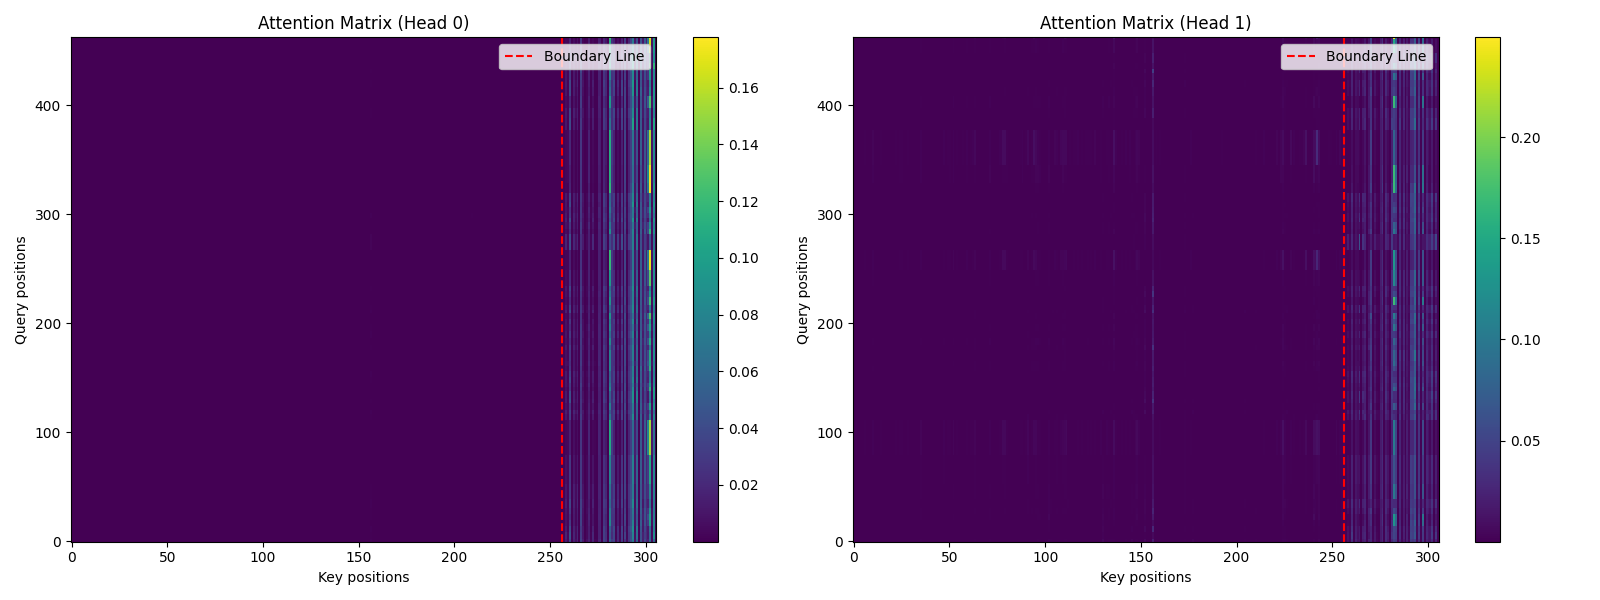 Attention Matrix (Head 0)
Boundary Line
Query positions
400
300
200
100
0
0 50 100 150 200 250 300
Key positions
0.16
0.14
0.12
0.10
0.08
0.06
0.04
0.02
Attention Matrix (Head 1)
Boundary Line
Query positions
400
300
200
100
0
0 50 100 150 200 250 300
Key positions
0.20
0.15
0.10
0.05